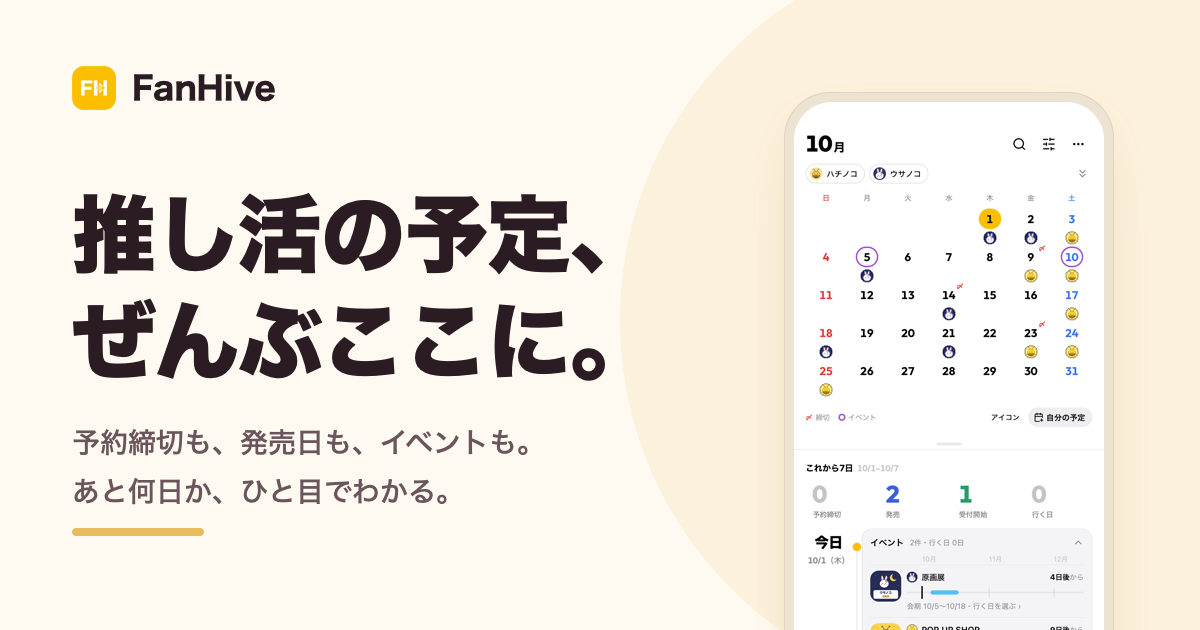 FH
FanHive
推し活の予定、
ぜんぶここに。
予約締切も、発売日も、イベントも。
あと何日か、ひと目でわかる。
10月
ハチノコ ウサノコ
日 月 火 水 木 金 土
1 2 3
4 5 6 7 8 9 〆 10
11 12 13 14 〆 15 16 17
18 19 20 21 22 23 〆 24
25 26 27 28 29 30 31
〆 締切 イベント アイコン 自分の予定
これから7日 10/1~10/7
0 2 1 0
予約締切 発売 受付開始 行く日
今日
10/1（木）
イベント 2件・行く日 0日
10月 11月 12月
ウサノコ
原画展 4日後から
会期 10/5〜10/18・行く日を選ぶ ›
POP UP SHOP 9日後から